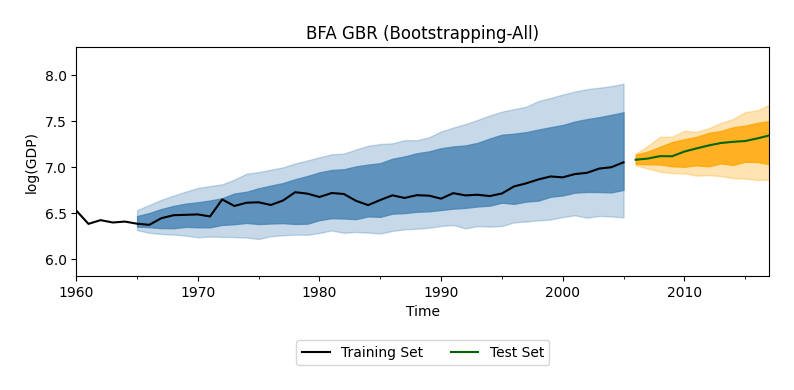 BFA GBR (Bootstrapping-All)
log(GDP)
8.0
7.5
7.0
6.5
6.0
1960 1970 1980 1990 2000 2010
Time
Training Set Test Set